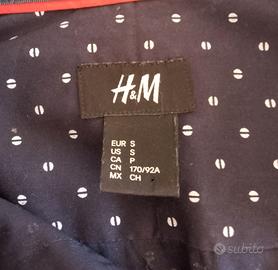 H&M
EUR S
US S
CA P
CN 170/92A
MX CH
subito